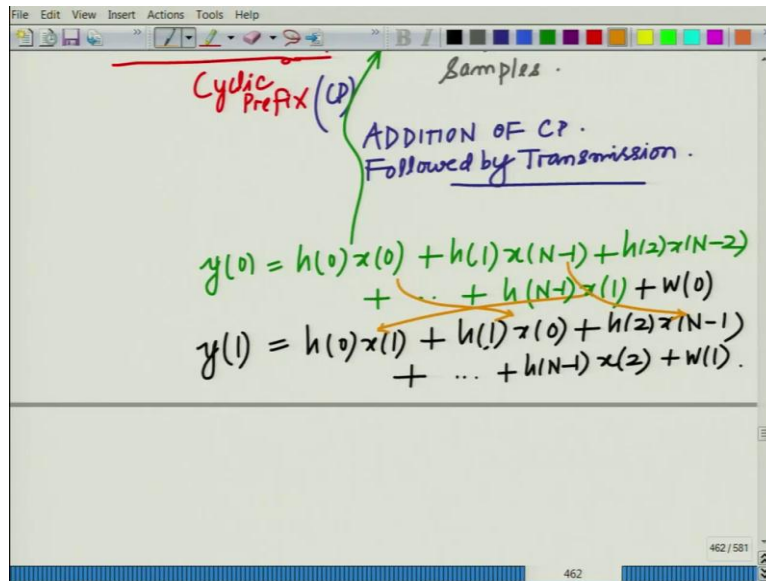 File Edit View Insert Actions Tools Help
B I
Samples.
Cyclic
Prefix (CP)
ADDITION OF CP.
Followed by Transmission.
y(0) = h(0)x(0) + h(1)x(N-1) + h(2)x(N-2)
+ ... + h(N-1)x(1) + W(0)
y(1) = h(0)x(1) + h(1)x(0) + h(2)x(N-1)
+ ... + h(N-1)x(2) + W(1).
462 / 581
462